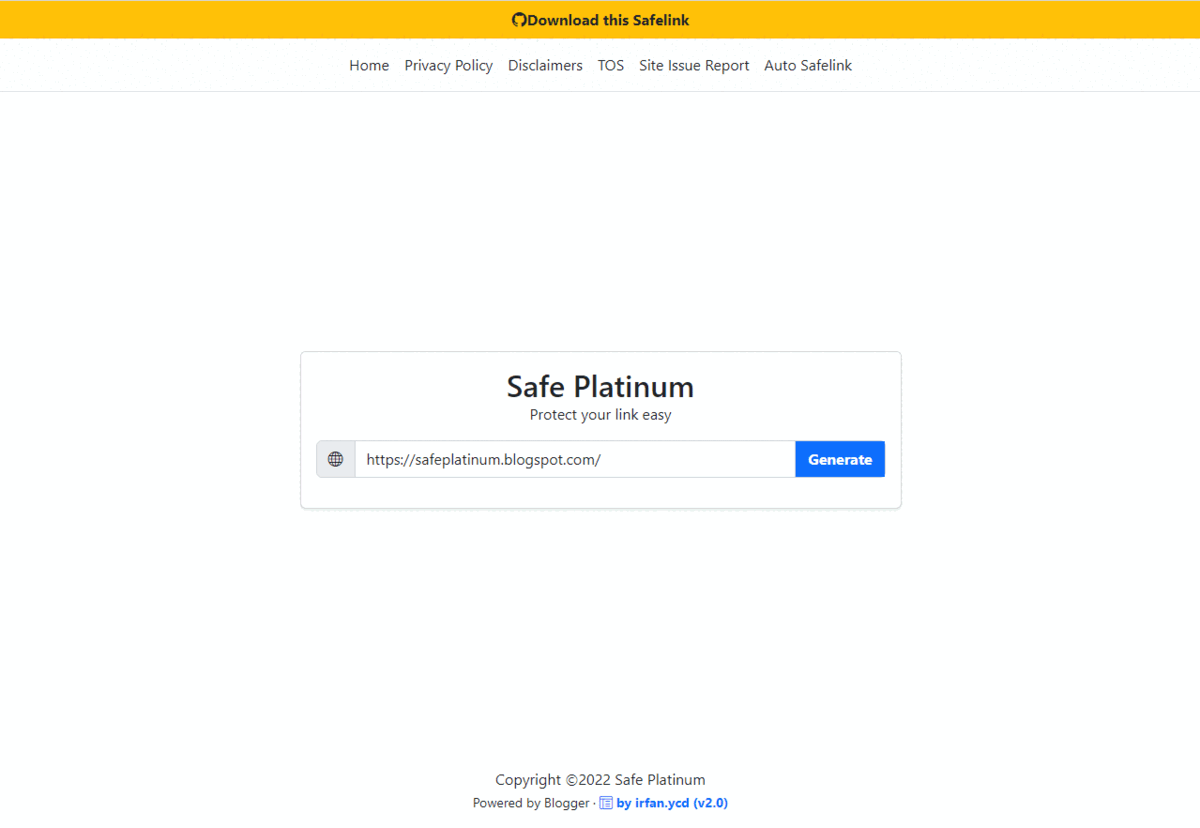 Download this Safelink
Home Privacy Policy Disclaimers TOS Site Issue Report Auto Safelink
Safe Platinum
Protect your link easy
https://safeplatinum.blogspot.com/ Generate
Copyright ©2022 Safe Platinum
Powered by Blogger · by irfan.ycd (v2.0)